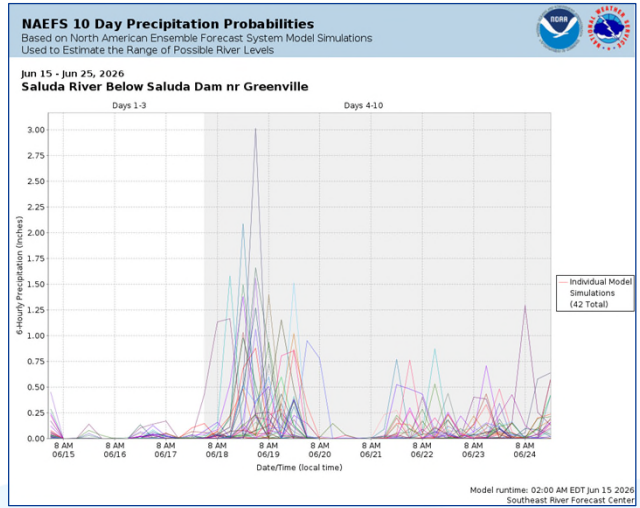 NAEFS 10 Day Precipitation Probabilities
Based on North American Ensemble Forecast System Model Simulations
Used to Estimate the Range of Possible River Levels
NOAA
Jun 15 - Jun 25, 2026
Saluda River Below Saluda Dam nr Greenville
Days 1-3
Days 4-10
3.00
2.75
2.50
2.25
2.00
1.75
1.50
1.25
1.00
0.75
0.50
0.25
0.00
6-Hourly Precipitation (Inches)
8 AM 8 AM 8 AM 8 AM 8 AM 8 AM 8 AM 8 AM 8 AM 8 AM
06/15 06/16 06/17 06/18 06/19 06/20 06/21 06/22 06/23 06/24
Date/Time (local time)
Individual Model
Simulations
(42 Total)
Model runtime: 02:00 AM EDT Jun 15 2026
Southeast River Forecast Center